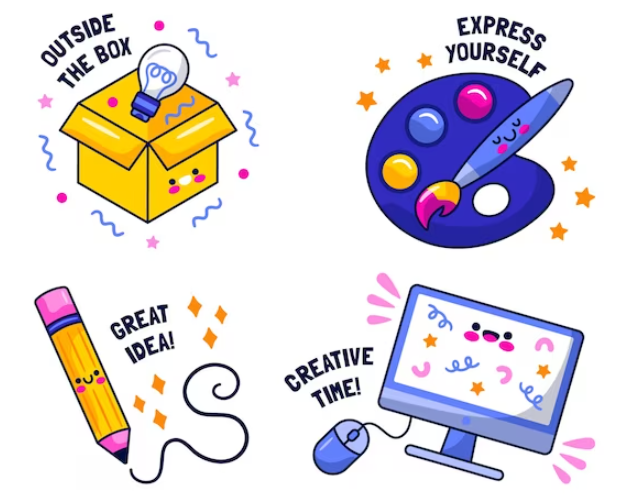 OUTSIDE
THE BOX
EXPRESS
YOURSELF
GREAT
IDEA!
CREATIVE
TIME!